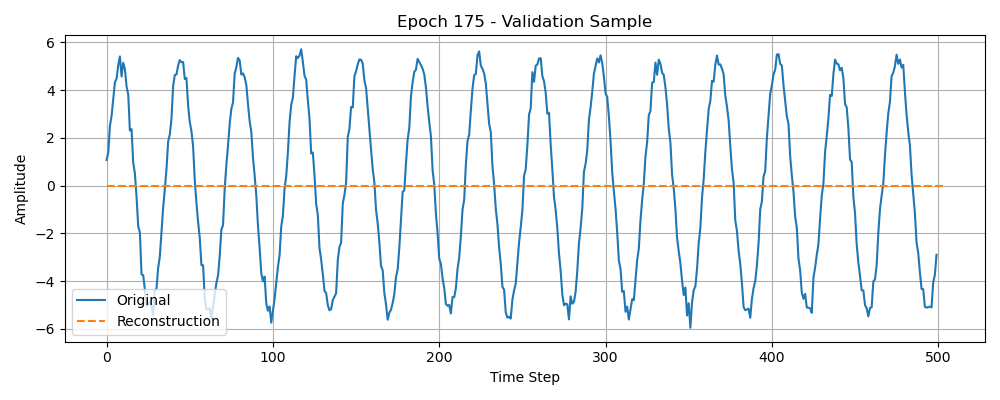 Epoch 175 - Validation Sample
Amplitude
6
4
2
0
−2
−4
−6
Original
Reconstruction
0 100 200 300 400 500
Time Step